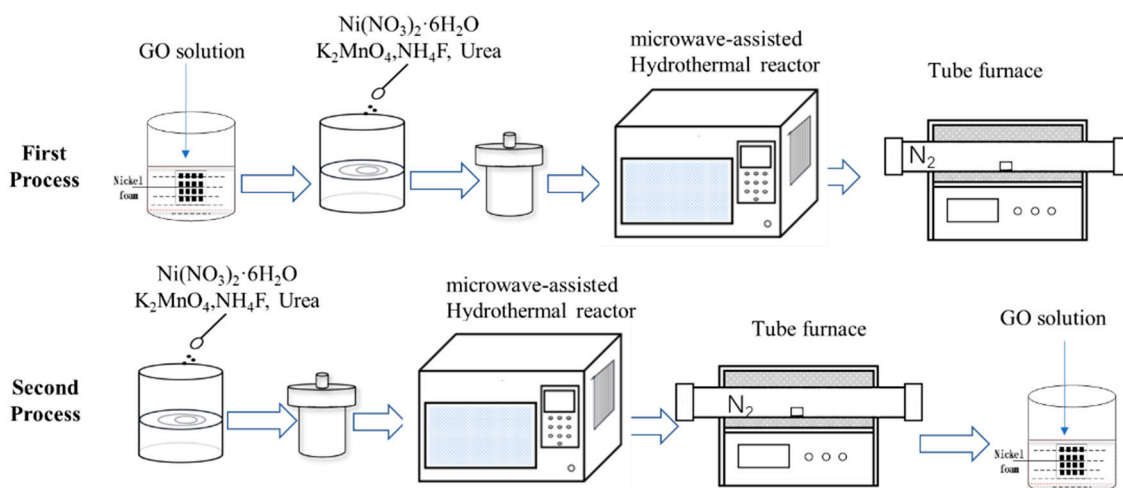 Ni(NO₃)₂·6H₂O
K₂MnO₄,NH₄F, Urea
GO solution
microwave-assisted
Hydrothermal reactor
Tube furnace
First
Process
Nickel
foam
N₂
Ni(NO₃)₂·6H₂O
K₂MnO₄,NH₄F, Urea
microwave-assisted
Hydrothermal reactor
Tube furnace
GO solution
Second
Process
N₂
Nickel
foam